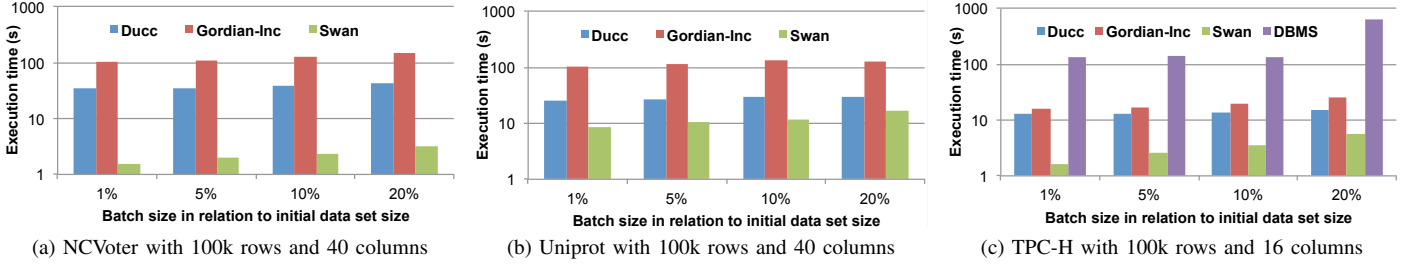 1000
100
10
1
Execution time (s)
Ducc Gordian-Inc Swan
1% 5% 10% 20%
Batch size in relation to initial data set size
(a) NCVoter with 100k rows and 40 columns
1000
100
10
1
Execution time (s)
Ducc Gordian-Inc Swan
1% 5% 10% 20%
Batch size in relation to initial data set size
(b) Uniprot with 100k rows and 40 columns
1000
100
10
1
Execution time (s)
Ducc Gordian-Inc Swan DBMS
1% 5% 10% 20%
Batch size in relation to initial data set size
(c) TPC-H with 100k rows and 16 columns